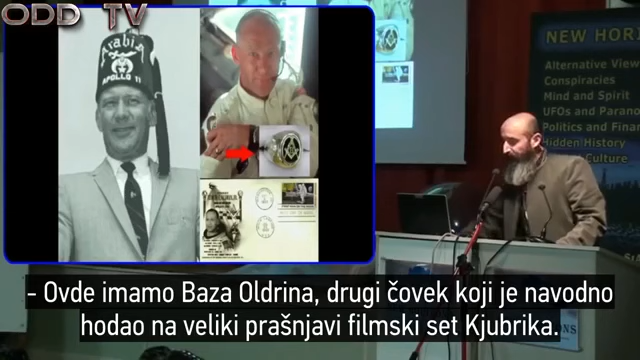 ODD TV
Arabia
APOLLO 11
NEW HORI
Alternative View
Conspiracies
Mind and Spirit
UFOs and Parano
Politics and Finan
Hidden History
Culture
- Ovde imamo Baza Oldrina, drugi čovek koji je navodno
hodao na veliki prašnjavi filmski set Kjubrika.